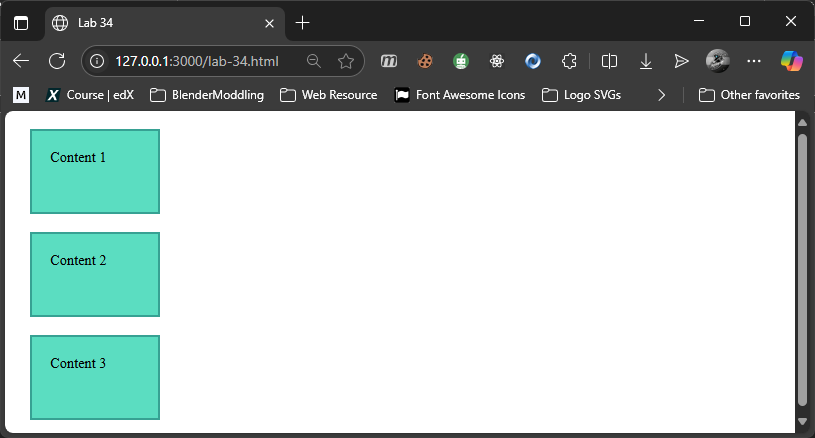 Lab 34
127.0.0.1:3000/lab-34.html
M Course | edX BlenderModdling Web Resource Font Awesome Icons Logo SVGs Other favorites
Content 1
Content 2
Content 3